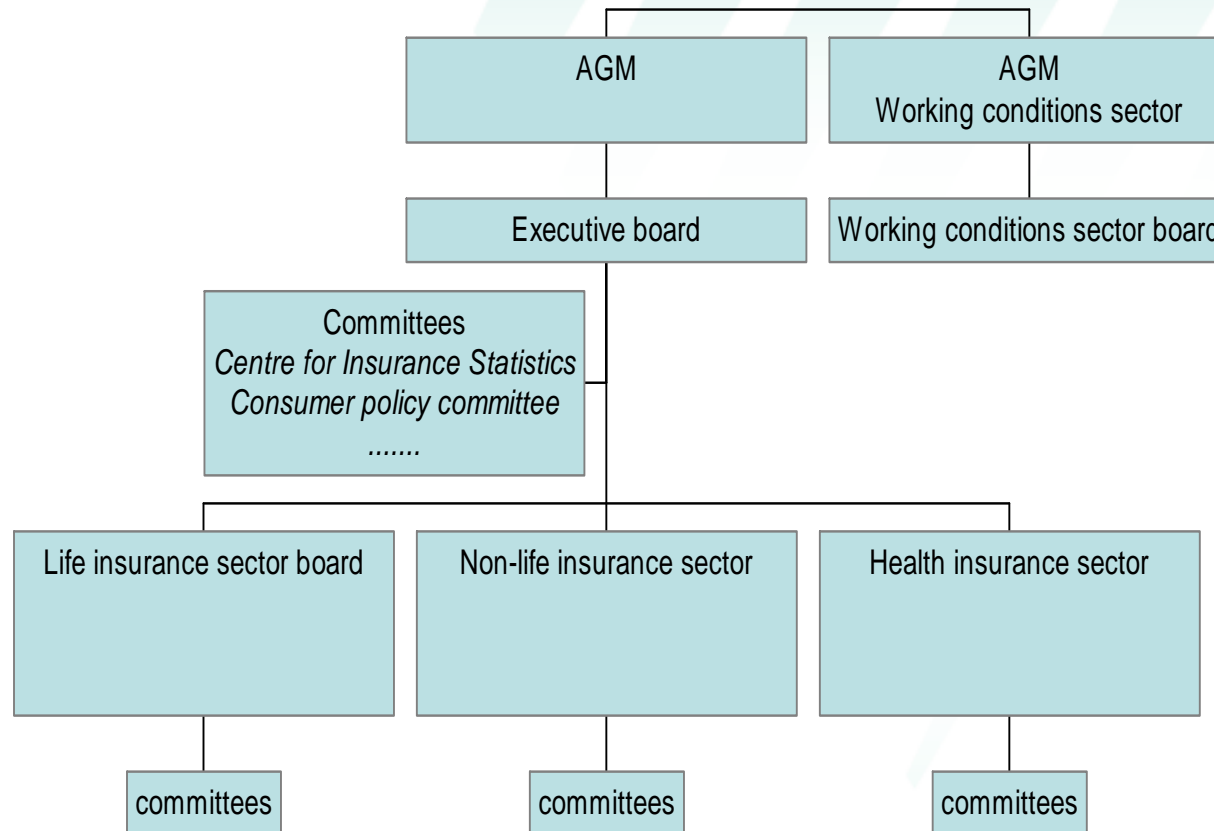 AGM
AGM
Working conditions sector
Executive board
Working conditions sector board
Committees
Centre for Insurance Statistics
Consumer policy committee
.......
Life insurance sector board
Non-life insurance sector
Health insurance sector
committees
committees
committees